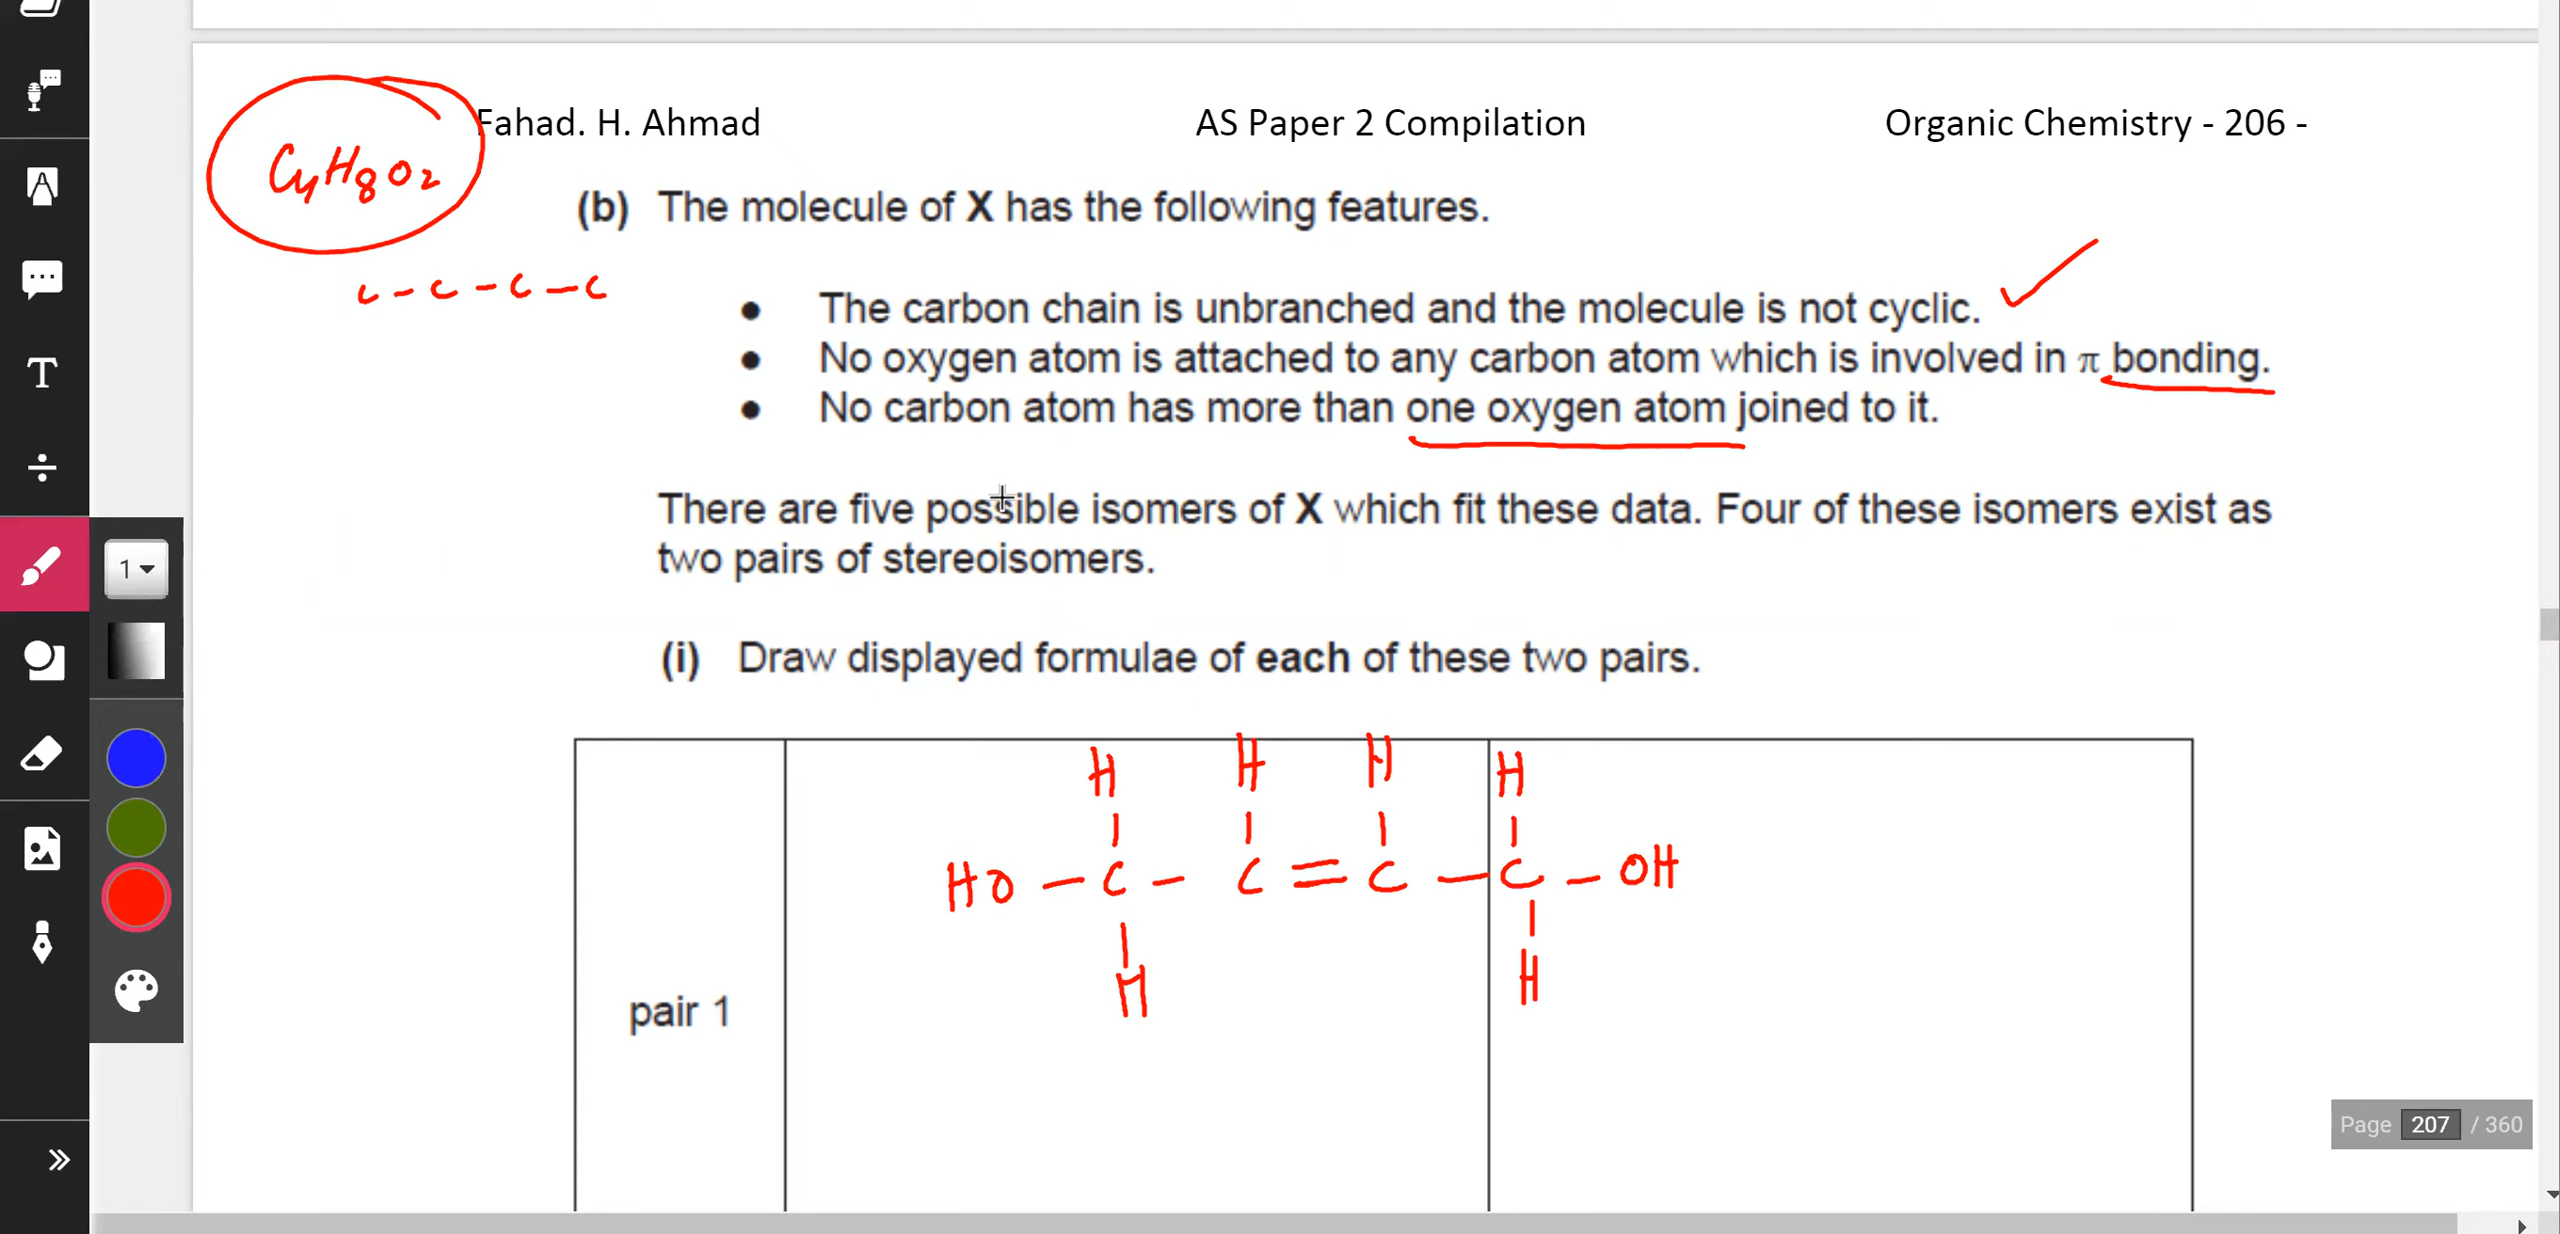 Fahad. H. Ahmad AS Paper 2 Compilation Organic Chemistry - 206 -
C4H8O2
(b) The molecule of X has the following features.
C - C - C - C
• The carbon chain is unbranched and the molecule is not cyclic.
• No oxygen atom is attached to any carbon atom which is involved in π bonding.
• No carbon atom has more than one oxygen atom joined to it.
There are five possible isomers of X which fit these data. Four of these isomers exist as
two pairs of stereoisomers.
(i) Draw displayed formulae of each of these two pairs.
H H H H
HO - C - C = C - C - OH
H H
pair 1
Page 207 / 360
T
1